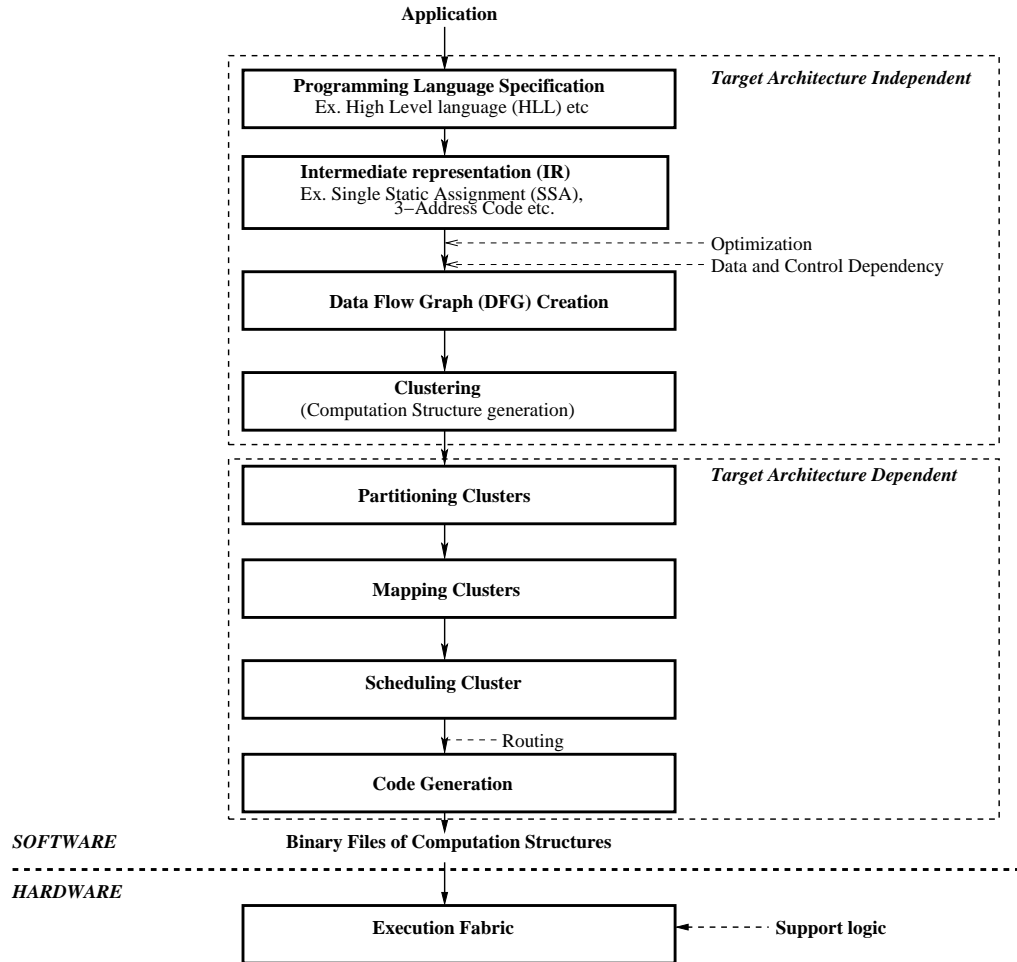 Application
Target Architecture Independent
Programming Language Specification
Ex. High Level language (HLL) etc
Intermediate representation (IR)
Ex. Single Static Assignment (SSA),
3−Address Code etc.
Optimization
Data and Control Dependency
Data Flow Graph (DFG) Creation
Clustering
(Computation Structure generation)
Target Architecture Dependent
Partitioning Clusters
Mapping Clusters
Scheduling Cluster
Routing
Code Generation
SOFTWARE
Binary Files of Computation Structures
HARDWARE
Execution Fabric
Support logic